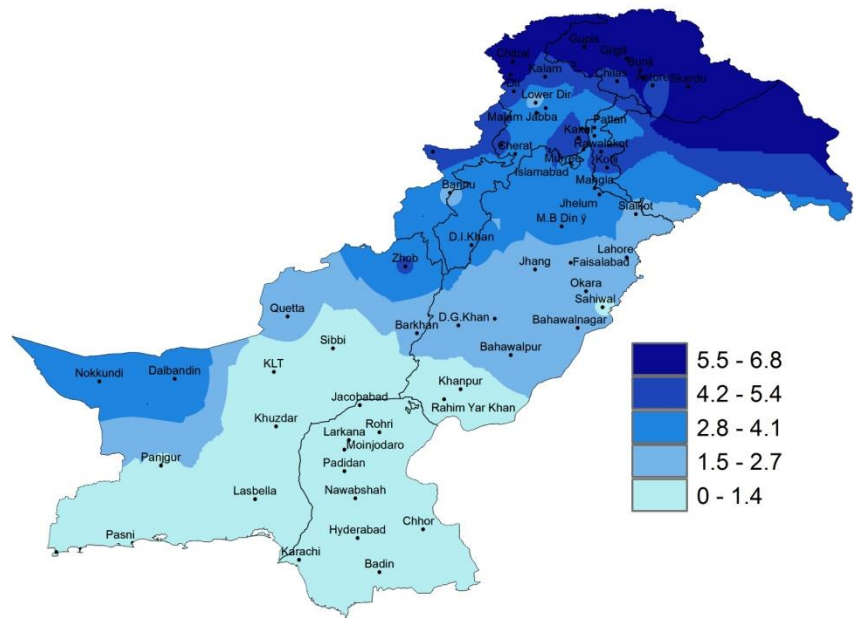 Gupis
Gilgit
Chitral
Bunji
Kalam
Chilas
Astore
Skardu
Dir
Lower Dir
Malam Jabba
Pattan
Kakul
Cherat
Rawalakot
Murree
Kotli
Islamabad
Bannu
Mangla
Jhelum
Sialkot
M.B Din ÿ
D.I.Khan
Lahore
Zhob
Faisalabad
Jhang
Okara
Sahiwal
Quetta
D.G.Khan
Bahawalnagar
Barkhan
Sibbi
Bahawalpur
5.5 - 6.8
KLT
Dalbandin
Nokkundi
4.2 - 5.4
Khanpur
Jacobabad
Rahim Yar Khan
2.8 - 4.1
Khuzdar
Rohri
Larkana
Moinjodaro
1.5 - 2.7
Panjgur
Padidan
0 - 1.4
Lasbella
Nawabshah
Chhor
Pasni
Hyderabad
Karachi
Badin